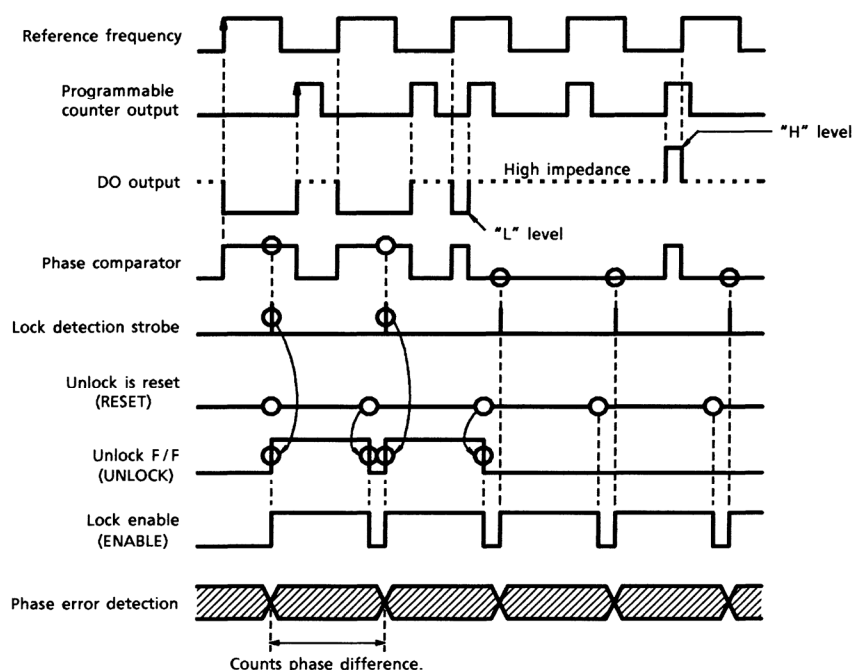 Reference frequency
Programmable
counter output
"H" level
High impedance
DO output
"L" level
Phase comparator
Lock detection strobe
Unlock is reset
(RESET)
Unlock F/F
(UNLOCK)
Lock enable
(ENABLE)
Phase error detection
Counts phase difference.